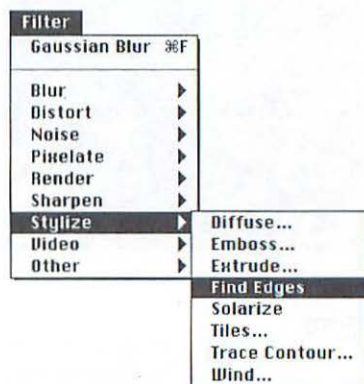 Filter
Gaussian Blur ⌘F
Blur
Distort
Noise
Pixelate
Render
Sharpen
Stylize
Video
Other
Diffuse...
Emboss...
Extrude...
Find Edges
Solarize
Tiles...
Trace Contour...
Wind...